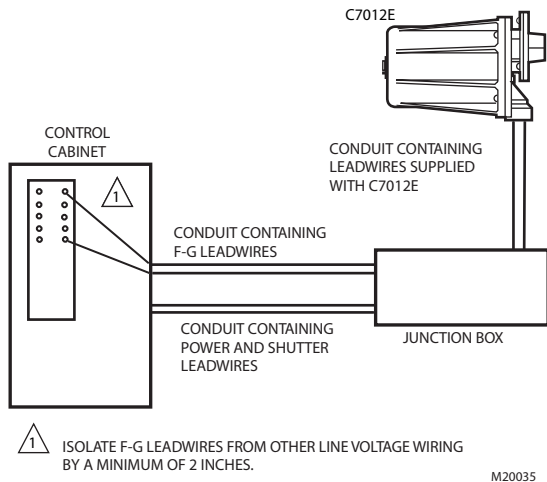 C7012E
CONTROL
CABINET
CONDUIT CONTAINING
LEADWIRES SUPPLIED
WITH C7012E
1
CONDUIT CONTAINING
F-G LEADWIRES
JUNCTION BOX
CONDUIT CONTAINING
POWER AND SHUTTER
LEADWIRES
1 ISOLATE F-G LEADWIRES FROM OTHER LINE VOLTAGE WIRING
BY A MINIMUM OF 2 INCHES.
M20035